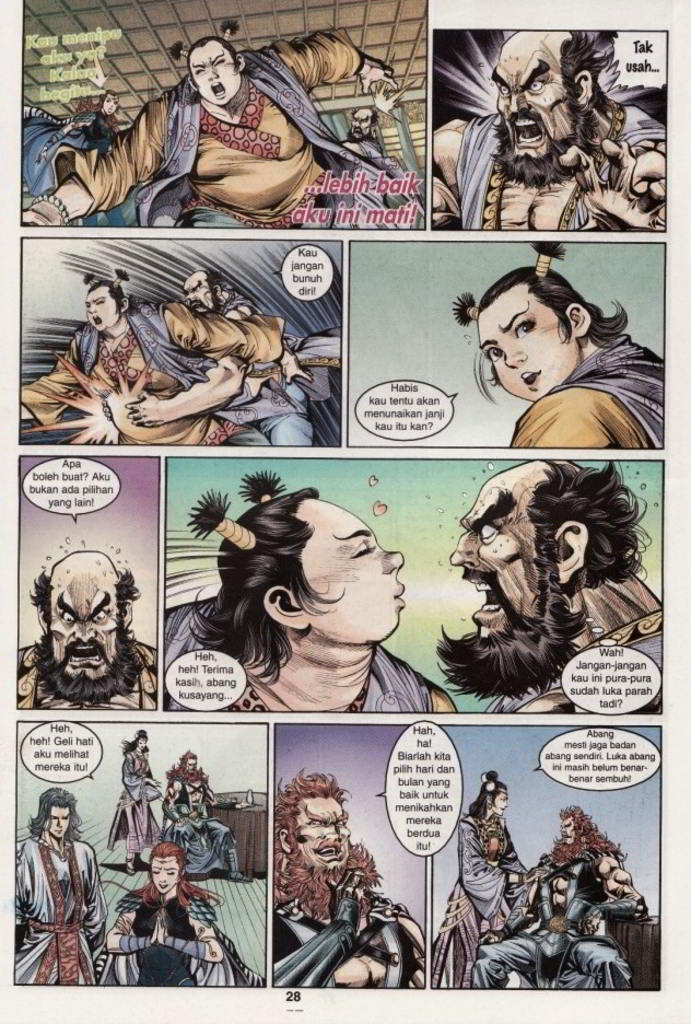 Kau menipu
aku ya?
Kalau
begitu...
...lebih baik
aku ini mati!
Tak
usah...
Kau
jangan
bunuh
diri!
Habis
kau tentu akan
menunaikan janji
kau itu kan?
Apa
boleh buat? Aku
bukan ada pilihan
yang lain!
Heh,
heh! Terima
kasih, abang
kusayang...
Wah!
Jangan-jangan
kau ini pura-pura
sudah luka parah
tadi?
Heh,
heh! Geli hati
aku melihat
mereka itu!
Hah,
ha!
Biarlah kau
pilih hari dan
bulan yang
baik untuk
menikahkan
mereka
berdua
itu!
Abang
mesti jaga badan
abang sendiri. Luka abang
ini masih belum benar-
benar sembuh!
28